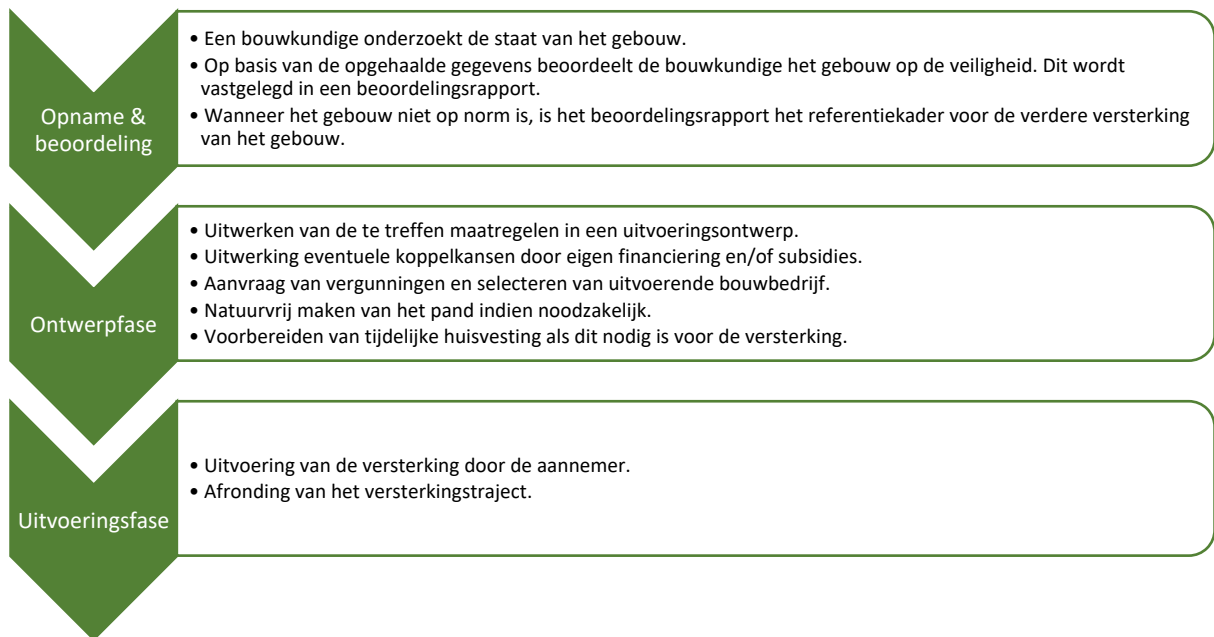 Opname &
beoordeling
• Een bouwkundige onderzoekt de staat van het gebouw.
• Op basis van de opgehaalde gegevens beoordeelt de bouwkundige het gebouw op de veiligheid. Dit wordt
vastgelegd in een beoordelingsrapport.
• Wanneer het gebouw niet op norm is, is het beoordelingsrapport het referentiekader voor de verdere versterking
van het gebouw.
Ontwerpfase
• Uitwerken van de te treffen maatregelen in een uitvoeringsontwerp.
• Uitwerking eventuele koppelkansen door eigen financiering en/of subsidies.
• Aanvraag van vergunningen en selecteren van uitvoerende bouwbedrijf.
• Natuurvrij maken van het pand indien noodzakelijk.
• Voorbereiden van tijdelijke huisvesting als dit nodig is voor de versterking.
Uitvoeringsfase
• Uitvoering van de versterking door de aannemer.
• Afronding van het versterkingstraject.